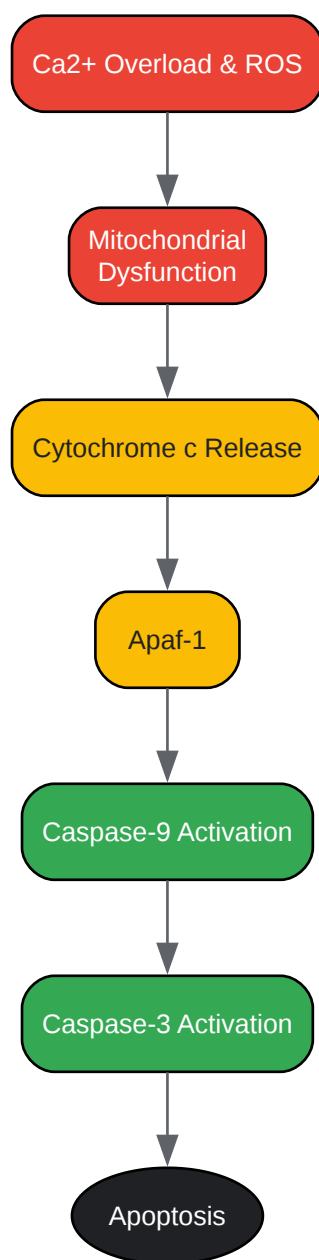 Ca2+ Overload & ROS
Mitochondrial
Dysfunction
Cytochrome c Release
Apaf-1
Caspase-9 Activation
Caspase-3 Activation
Apoptosis